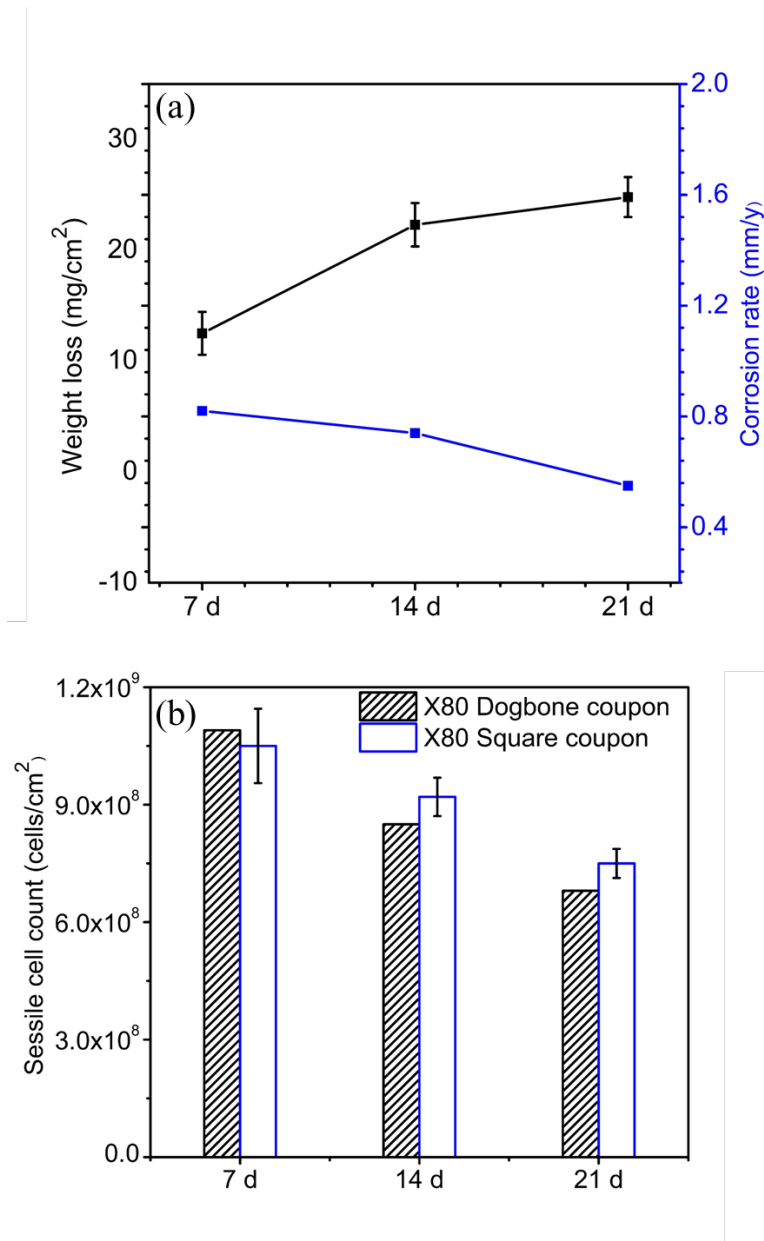 (a)
30
20
10
0
-10
Weight loss (mg/cm²)
2.0
1.6
1.2
0.8
0.4
Corrosion rate (mm/y)
7 d 14 d 21 d
(b)
X80 Dogbone coupon
X80 Square coupon
1.2x10⁹
9.0x10⁸
6.0x10⁸
3.0x10⁸
0.0
Sessile cell count (cells/cm²)
7 d 14 d 21 d